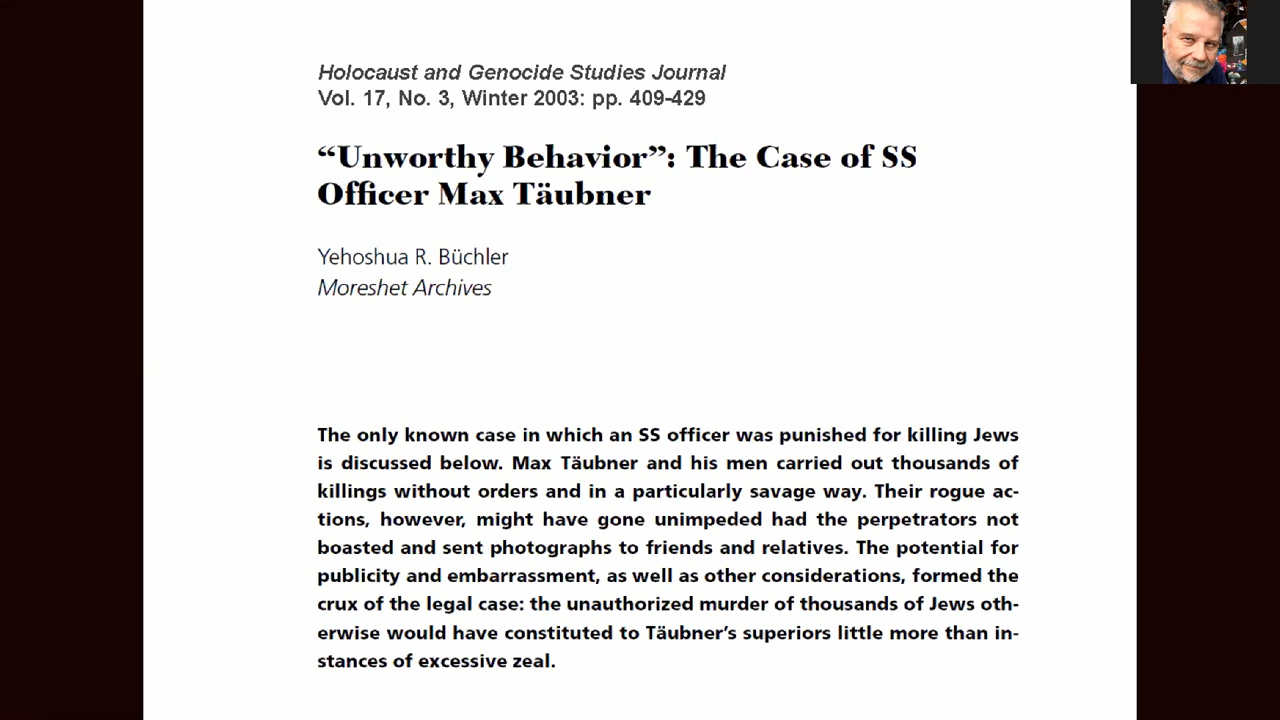 Holocaust and Genocide Studies Journal
Vol. 17, No. 3, Winter 2003: pp. 409-429
“Unworthy Behavior”: The Case of SS
Officer Max Täubner
Yehoshua R. Büchler
Moreshet Archives
The only known case in which an SS officer was punished for killing Jews
is discussed below. Max Täubner and his men carried out thousands of
killings without orders and in a particularly savage way. Their rogue ac-
tions, however, might have gone unimpeded had the perpetrators not
boasted and sent photographs to friends and relatives. The potential for
publicity and embarrassment, as well as other considerations, formed the
crux of the legal case: the unauthorized murder of thousands of Jews oth-
erwise would have constituted to Täubner’s superiors little more than in-
stances of excessive zeal.